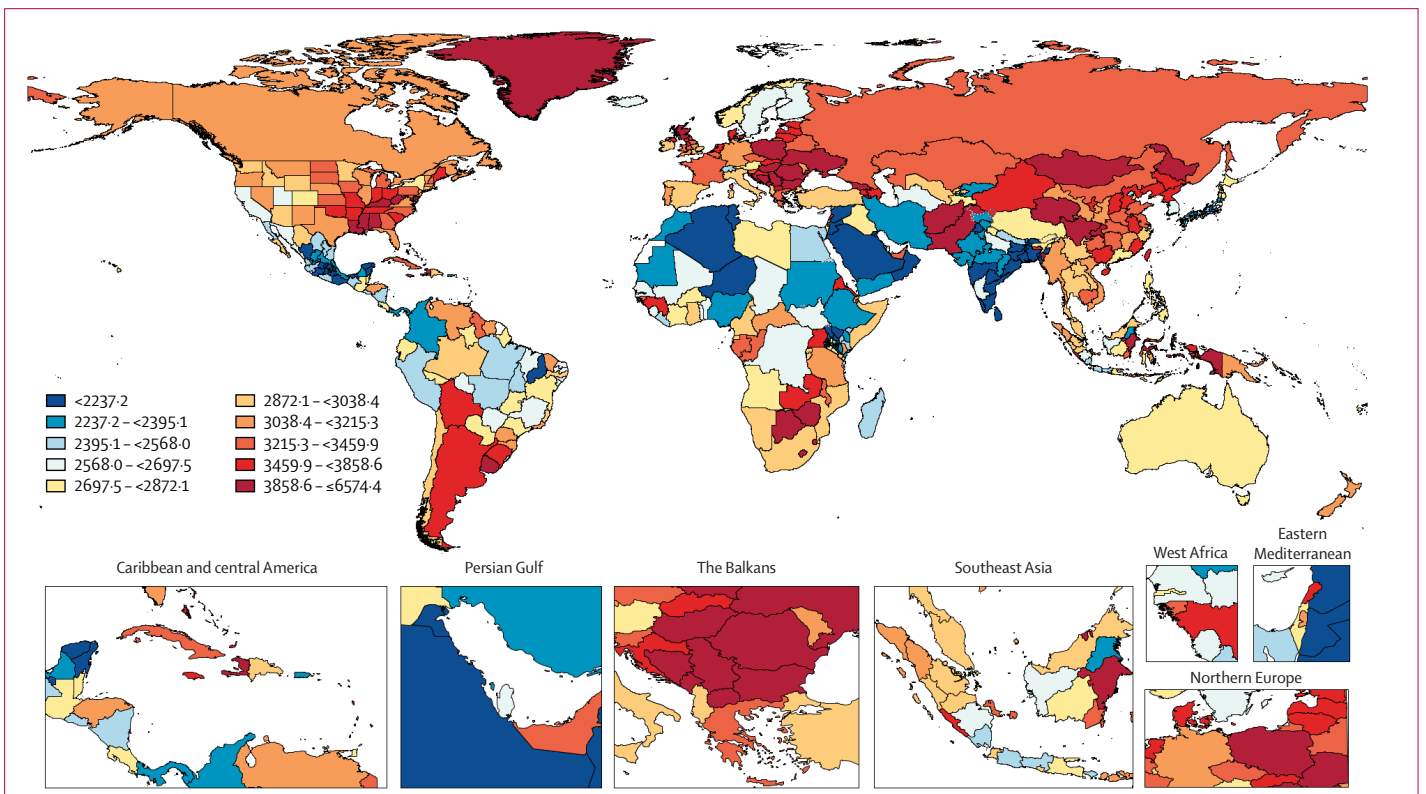 <2237·2
2237·2 – <2395·1
2395·1 – <2568·0
2568·0 – <2697·5
2697·5 – <2872·1
2872·1 – <3038·4
3038·4 – <3215·3
3215·3 – <3459·9
3459·9 – <3858·6
3858·6 – ≤6574·4
Caribbean and central America
Persian Gulf
The Balkans
Southeast Asia
West Africa
Eastern
Mediterranean
Northern Europe